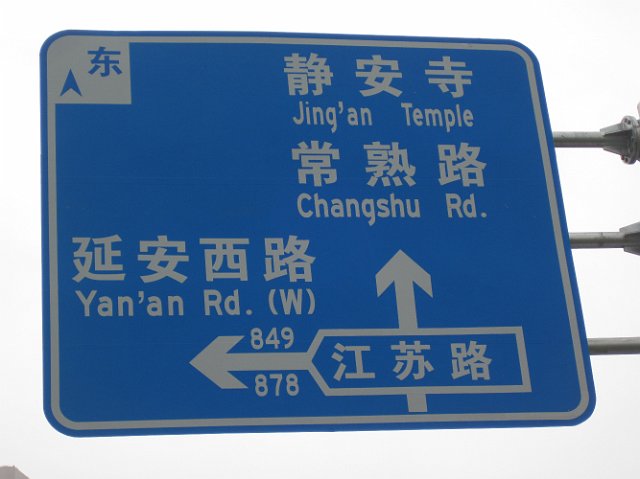 东
静安寺
Jing'an Temple
常熟路
Changshu Rd.
延安西路
Yan'an Rd. (W)
849
江苏路
878